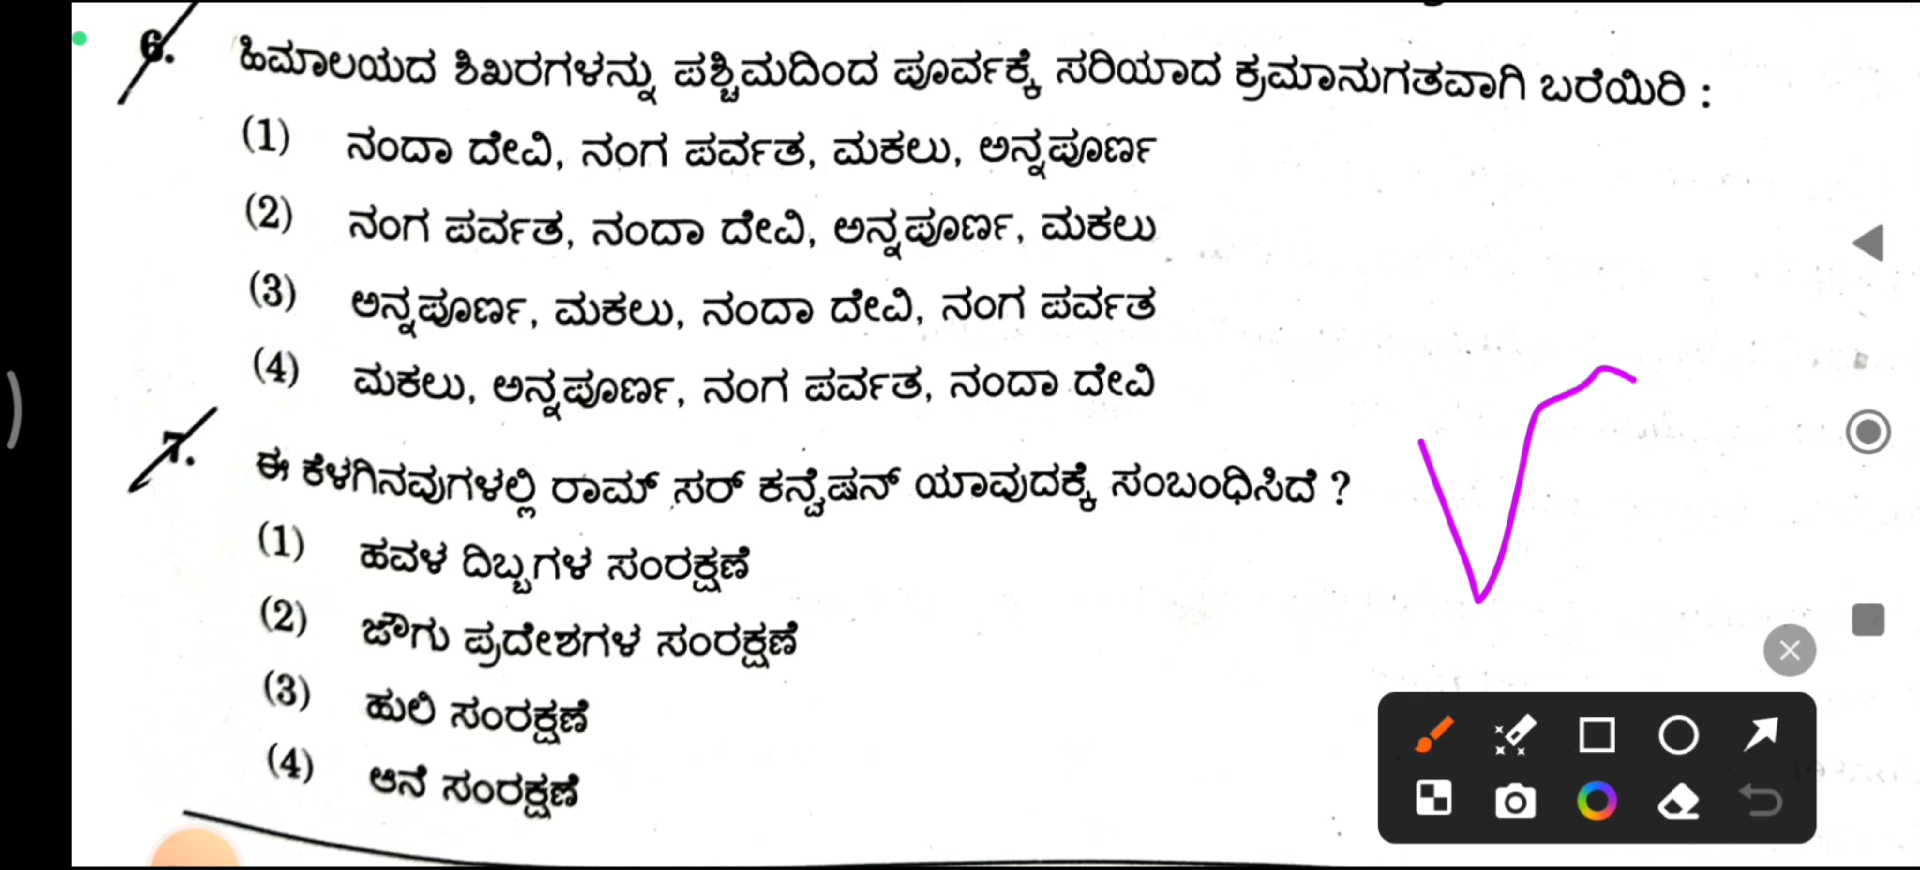 6. ಹಿಮಾಲಯದ ಶಿಖರಗಳನ್ನು ಪಶ್ಚಿಮದಿಂದ ಪೂರ್ವಕ್ಕೆ ಸರಿಯಾದ ಕ್ರಮಾನುಗತವಾಗಿ ಬರೆಯಿರಿ :
(1) ನಂದಾ ದೇವಿ, ನಂಗ ಪರ್ವತ, ಮಕಲು, ಅನ್ನಪೂರ್ಣ
(2) ನಂಗ ಪರ್ವತ, ನಂದಾ ದೇವಿ, ಅನ್ನಪೂರ್ಣ, ಮಕಲು
(3) ಅನ್ನಪೂರ್ಣ, ಮಕಲು, ನಂದಾ ದೇವಿ, ನಂಗ ಪರ್ವತ
(4) ಮಕಲು, ಅನ್ನಪೂರ್ಣ, ನಂಗ ಪರ್ವತ, ನಂದಾ ದೇವಿ
7. ಈ ಕೆಳಗಿನವುಗಳಲ್ಲಿ ರಾಮ್ ಸರ್ ಕನ್ವೆಷನ್ ಯಾವುದಕ್ಕೆ ಸಂಬಂಧಿಸಿದೆ ?
(1) ಹವಳ ದಿಬ್ಬಗಳ ಸಂರಕ್ಷಣೆ
(2) ಜೌಗು ಪ್ರದೇಶಗಳ ಸಂರಕ್ಷಣೆ
(3) ಹುಲಿ ಸಂರಕ್ಷಣೆ
(4) ಆನೆ ಸಂರಕ್ಷಣೆ